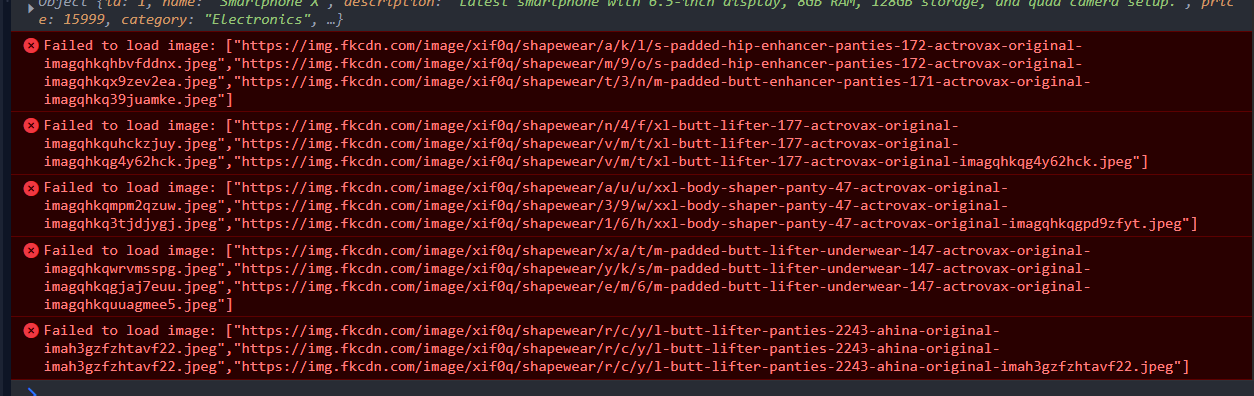 Object {id: 1, name: "Smartphone X", description: "Latest smartphone with 6.5-inch display, 8GB RAM, 128GB storage, and quad camera setup.", pric
e: 15999, category: "Electronics", …}
Failed to load image: ["https://img.fkcdn.com/image/xif0q/shapewear/a/k/l/s-padded-hip-enhancer-panties-172-actrovax-original-
imagqhkqhbvfddnx.jpeg","https://img.fkcdn.com/image/xif0q/shapewear/m/9/o/s-padded-hip-enhancer-panties-172-actrovax-original-
imagqhkqx9zev2ea.jpeg","https://img.fkcdn.com/image/xif0q/shapewear/t/3/n/m-padded-butt-enhancer-panties-171-actrovax-original-
imagqhkq39juamke.jpeg"]
Failed to load image: ["https://img.fkcdn.com/image/xif0q/shapewear/n/4/f/xl-butt-lifter-177-actrovax-original-
imagqhkquhckzjuy.jpeg","https://img.fkcdn.com/image/xif0q/shapewear/v/m/t/xl-butt-lifter-177-actrovax-original-
imagqhkqg4y62hck.jpeg","https://img.fkcdn.com/image/xif0q/shapewear/v/m/t/xl-butt-lifter-177-actrovax-original-imagqhkqg4y62hck.jpeg"]
Failed to load image: ["https://img.fkcdn.com/image/xif0q/shapewear/a/u/u/xxl-body-shaper-panty-47-actrovax-original-
imagqhkqmpm2qzuw.jpeg","https://img.fkcdn.com/image/xif0q/shapewear/3/9/w/xxl-body-shaper-panty-47-actrovax-original-
imagqhkq3tjdjygj.jpeg","https://img.fkcdn.com/image/xif0q/shapewear/1/6/h/xxl-body-shaper-panty-47-actrovax-original-imagqhkqgpd9zfyt.jpeg"]
Failed to load image: ["https://img.fkcdn.com/image/xif0q/shapewear/x/a/t/m-padded-butt-lifter-underwear-147-actrovax-original-
imagqhkqwrvmsspg.jpeg","https://img.fkcdn.com/image/xif0q/shapewear/y/k/s/m-padded-butt-lifter-underwear-147-actrovax-original-
imagqhkqgjaj7euu.jpeg","https://img.fkcdn.com/image/xif0q/shapewear/e/m/6/m-padded-butt-lifter-underwear-147-actrovax-original-
imagqhkquuagmee5.jpeg"]
Failed to load image: ["https://img.fkcdn.com/image/xif0q/shapewear/r/c/y/l-butt-lifter-panties-2243-ahina-original-
imah3gzfzhtavf22.jpeg","https://img.fkcdn.com/image/xif0q/shapewear/r/c/y/l-butt-lifter-panties-2243-ahina-original-
imah3gzfzhtavf22.jpeg","https://img.fkcdn.com/image/xif0q/shapewear/r/c/y/l-butt-lifter-panties-2243-ahina-original-imah3gzfzhtavf22.jpeg"]